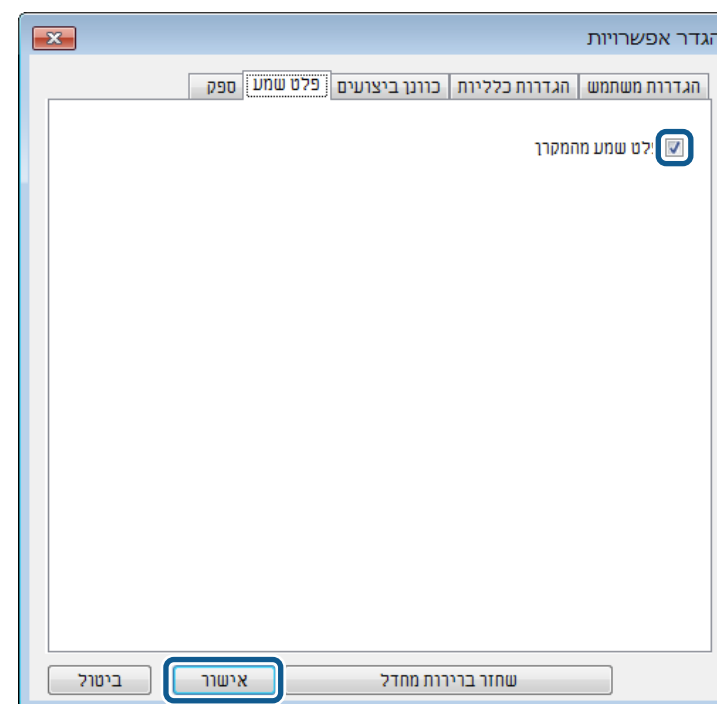 הגדר אפשרויות
הגדרות משתמש הגדרות כלליות כוונן ביצועים פלט שמע ספק
פלט שמע מהמקרן
שחזר ברירות מחדל אישור ביטול